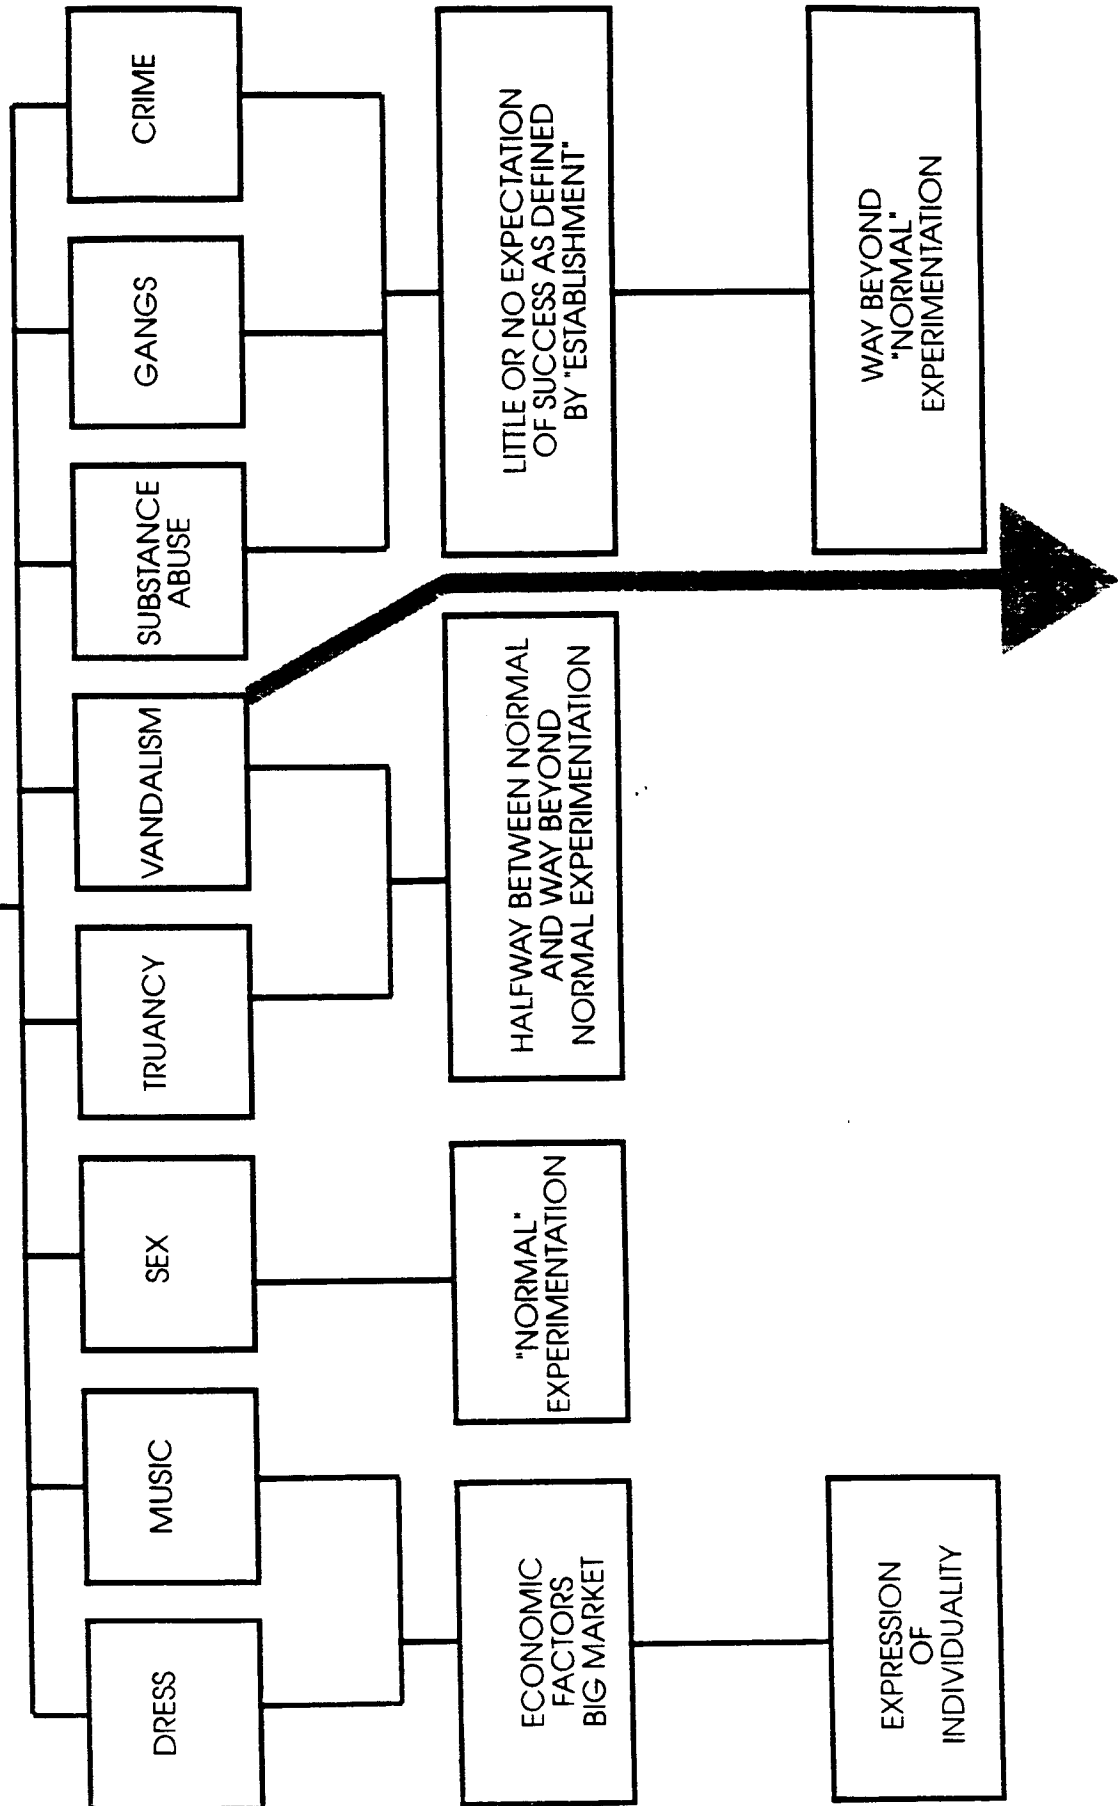 DRESS
MUSIC
SEX
TRUANCY
VANDALISM
SUBSTANCE
ABUSE
GANGS
CRIME
ECONOMIC
FACTORS
BIG MARKET
"NORMAL"
EXPERIMENTATION
HALFWAY BETWEEN NORMAL
AND WAY BEYOND
NORMAL EXPERIMENTATION
LITTLE OR NO EXPECTATION
OF SUCCESS AS DEFINED
BY "ESTABLISHMENT"
EXPRESSION
OF
INDIVIDUALITY
WAY BEYOND
"NORMAL"
EXPERIMENTATION